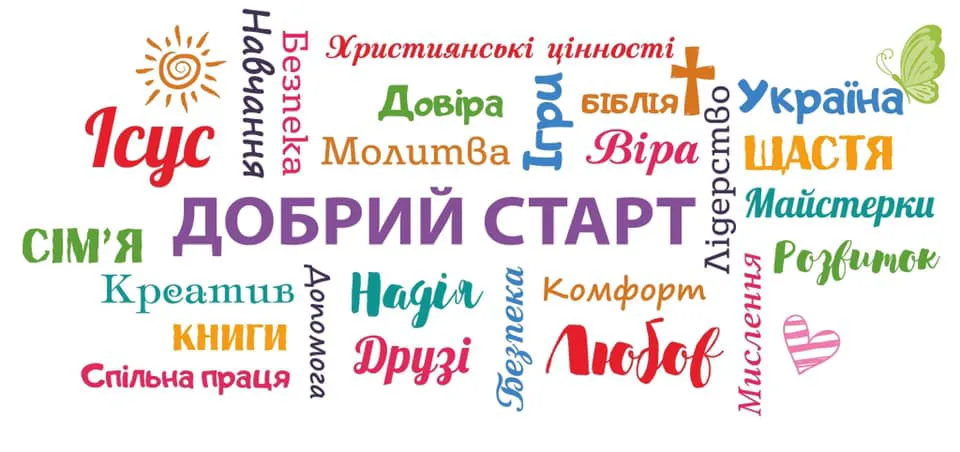 Християнські цінності
Навчання
Безпека
Довіра
Ігри
БІБЛІЯ
Лідерство
Україна
Ісус
Молитва
Віра
ЩАСТЯ
ДОБРИЙ СТАРТ
Майстерки
СІМ’Я
Розвиток
Креатив
Допомога
Надія
Безпека
Комфорт
Мислення
КНИГИ
Друзі
Любов
Спільна праця